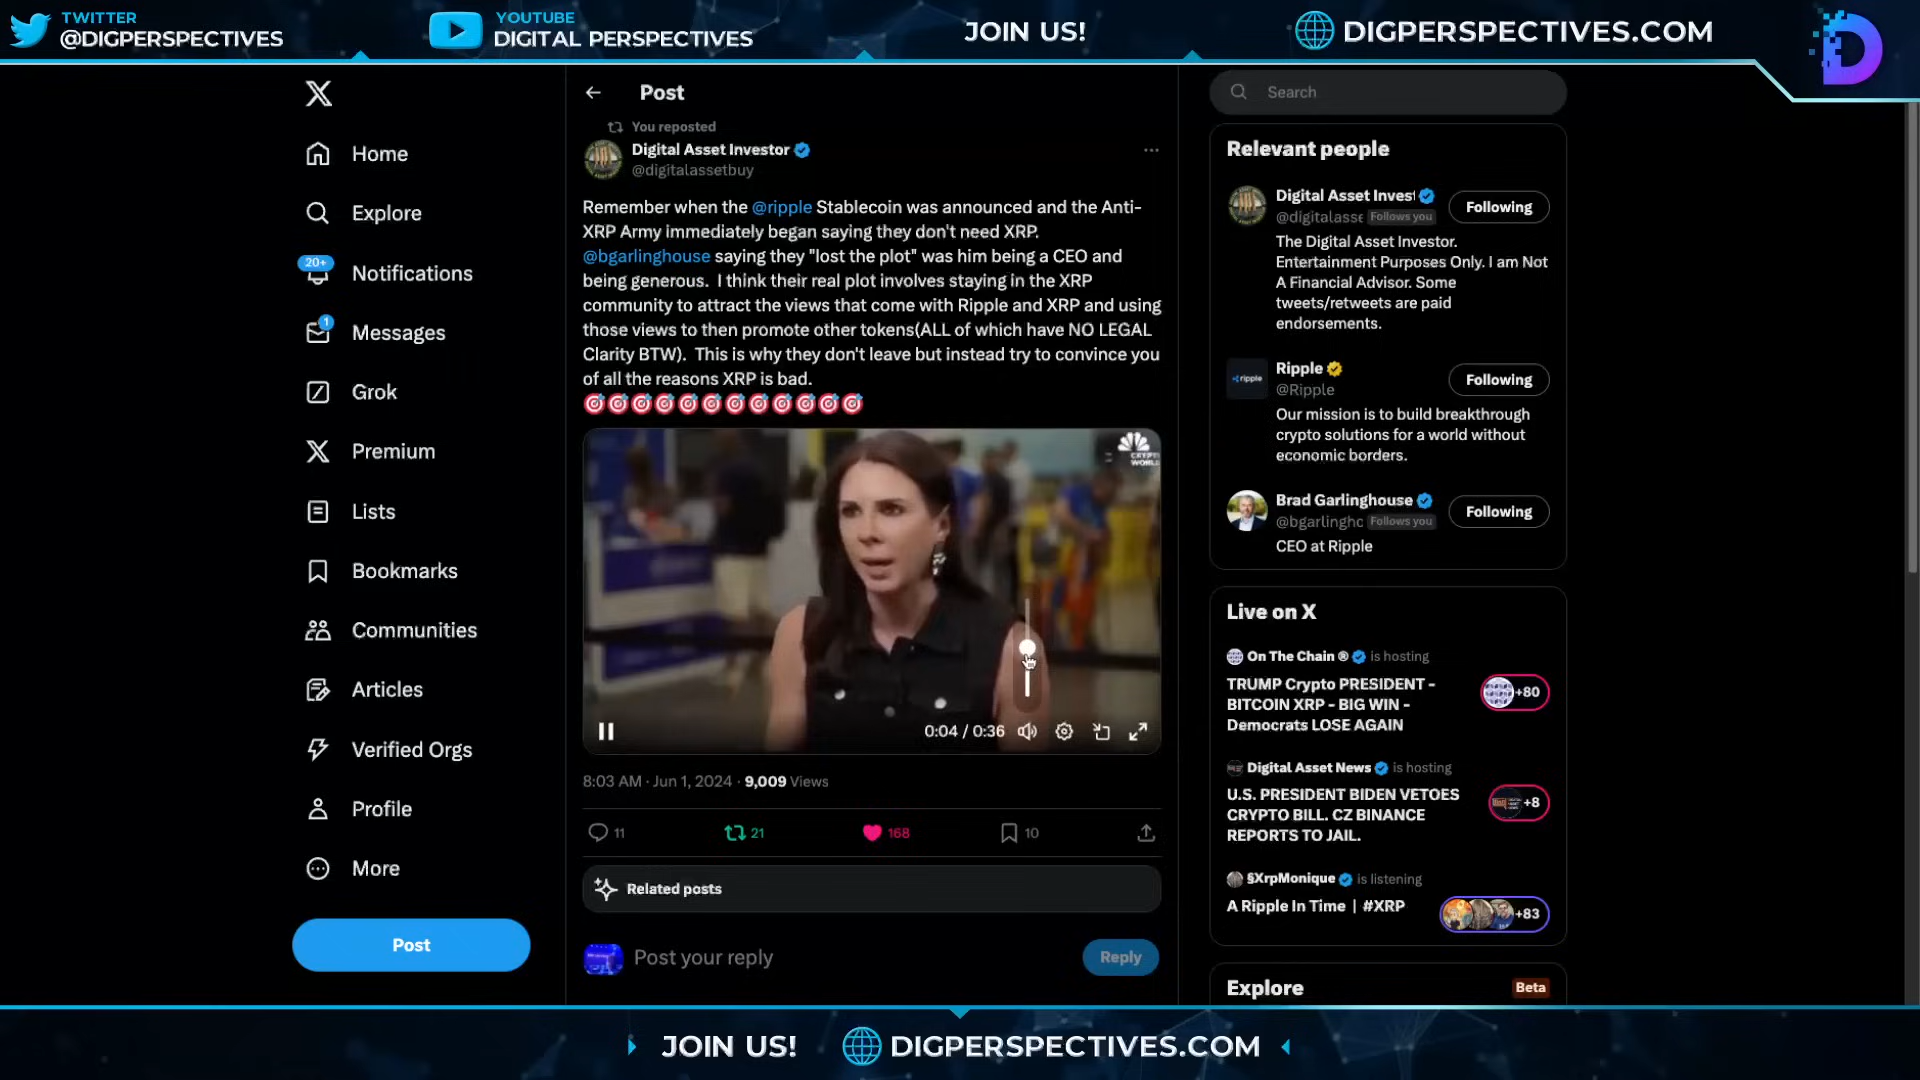 TWITTER
@DIGPERSPECTIVES
YOUTUBE
DIGITAL PERSPECTIVES
JOIN US!
DIGPERSPECTIVES.COM
Home
Explore
20+
Notifications
1
Messages
Grok
Premium
Lists
Bookmarks
Communities
Articles
Verified Orgs
Profile
More
Post
Post
You reposted
Digital Asset Investor
@digitalassetbuy
Remember when the @ripple Stablecoin was announced and the Anti-
XRP Army immediately began saying they don't need XRP.
@bgarlinghouse saying they "lost the plot" was him being a CEO and
being generous. I think their real plot involves staying in the XRP
community to attract the views that come with Ripple and XRP and using
those views to then promote other tokens(ALL of which have NO LEGAL
Clarity BTW). This is why they don't leave but instead try to convince you
of all the reasons XRP is bad.
CRYPTO
WORLD
0:04 / 0:36
8:03 AM · Jun 1, 2024 · 9,009 Views
11
21
168
10
Related posts
Post your reply
Reply
Search
Relevant people
Digital Asset Invest
@digitalasse Follows you
Following
The Digital Asset Investor.
Entertainment Purposes Only. I am Not
A Financial Advisor. Some
tweets/retweets are paid
endorsements.
Ripple
@Ripple
Following
ripple
Our mission is to build breakthrough
crypto solutions for a world without
economic borders.
Brad Garlinghouse
@bgarlinghc Follows you
Following
CEO at Ripple
Live on X
On The Chain ® is hosting
TRUMP Crypto PRESIDENT -
BITCOIN XRP - BIG WIN -
Democrats LOSE AGAIN
+80
Digital Asset News is hosting
U.S. PRESIDENT BIDEN VETOES
CRYPTO BILL. CZ BINANCE
REPORTS TO JAIL.
+8
§XrpMonique is listening
A Ripple In Time | #XRP
+83
Explore
Beta
JOIN US!
DIGPERSPECTIVES.COM